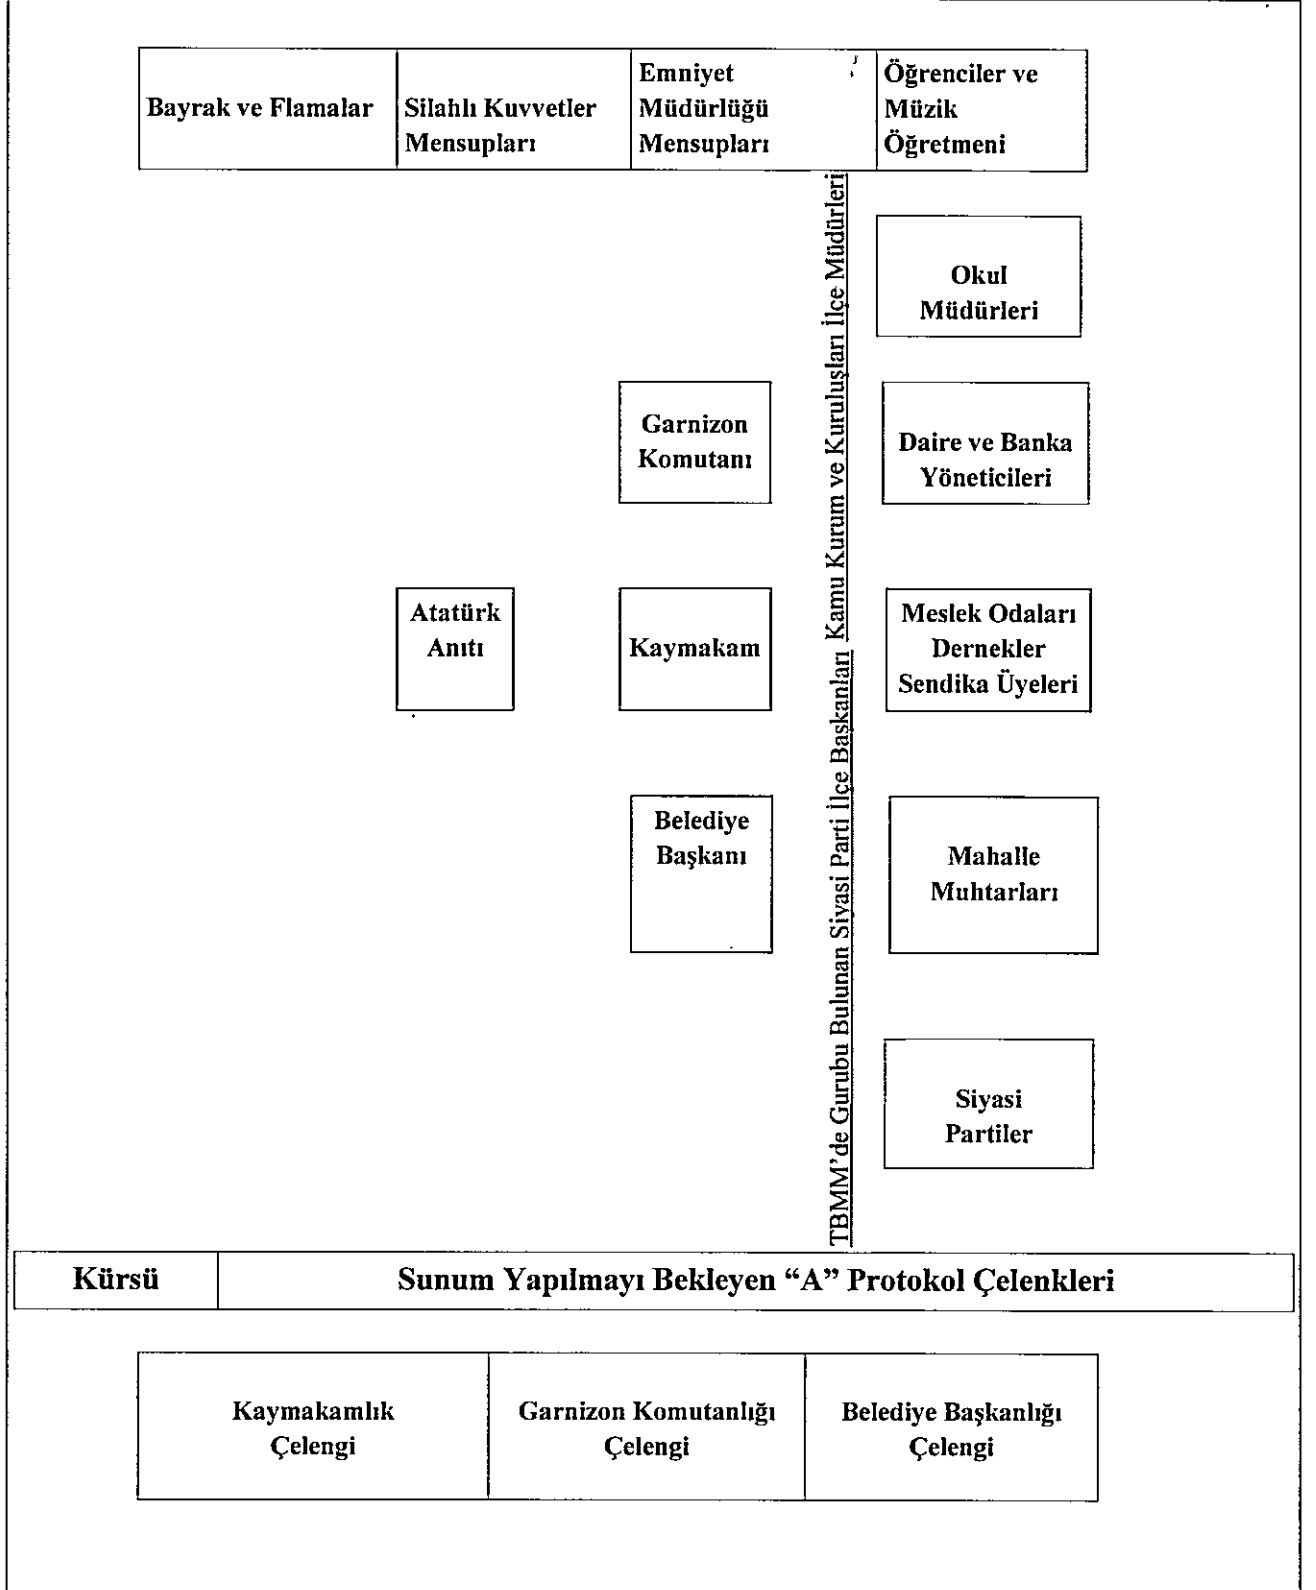 Bayrak ve Flamalar
Silahlı Kuvvetler
Mensupları
Emniyet
Müdürlüğü
Mensupları
Öğrenciler ve
Müzik
Öğretmeni
Kamu Kurum ve Kuruluşları İlçe Müdürleri
TBMM'de Gurubu Bulunan Siyasi Parti İlçe Başkanları
Okul
Müdürleri
Garnizon
Komutanı
Daire ve Banka
Yöneticileri
Atatürk
Anıtı
Kaymakam
Meslek Odaları
Dernekler
Sendika Üyeleri
Belediye
Başkanı
Mahalle
Muhtarları
Siyasi
Partiler
Kürsü
Sunum Yapılmayı Bekleyen “A” Protokol Çelenkleri
Kaymakamlık
Çelengi
Garnizon Komutanlığı
Çelengi
Belediye Başkanlığı
Çelengi